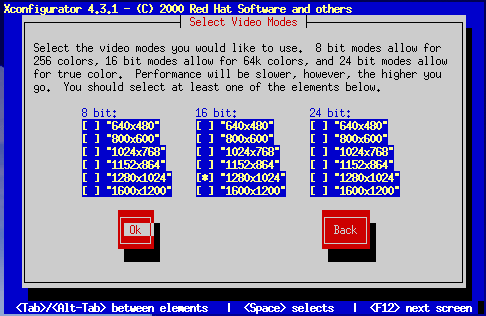 Xconfigurator 4.3.1 - (C) 2000 Red Hat Software and others
Select Video Modes
Select the video modes you would like to use.  8 bit modes allow for
256 colors, 16 bit modes allow for 64k colors, and 24 bit modes allow
for true color.  Performance will be slower, however, the higher you
go.  You should select at least one of the elements below.
8 bit: 16 bit: 24 bit:
[ ] "640x480" [ ] "640x480" [ ] "640x480"
[ ] "800x600" [ ] "800x600" [ ] "800x600"
[ ] "1024x768" [ ] "1024x768" [ ] "1024x768"
[ ] "1152x864" [ ] "1152x864" [ ] "1152x864"
[ ] "1280x1024" [*] "1280x1024" [ ] "1280x1024"
[ ] "1600x1200" [ ] "1600x1200" [ ] "1600x1200"
Ok Back
<Tab>/<Alt-Tab> between elements | <Space> selects | <F12> next screen